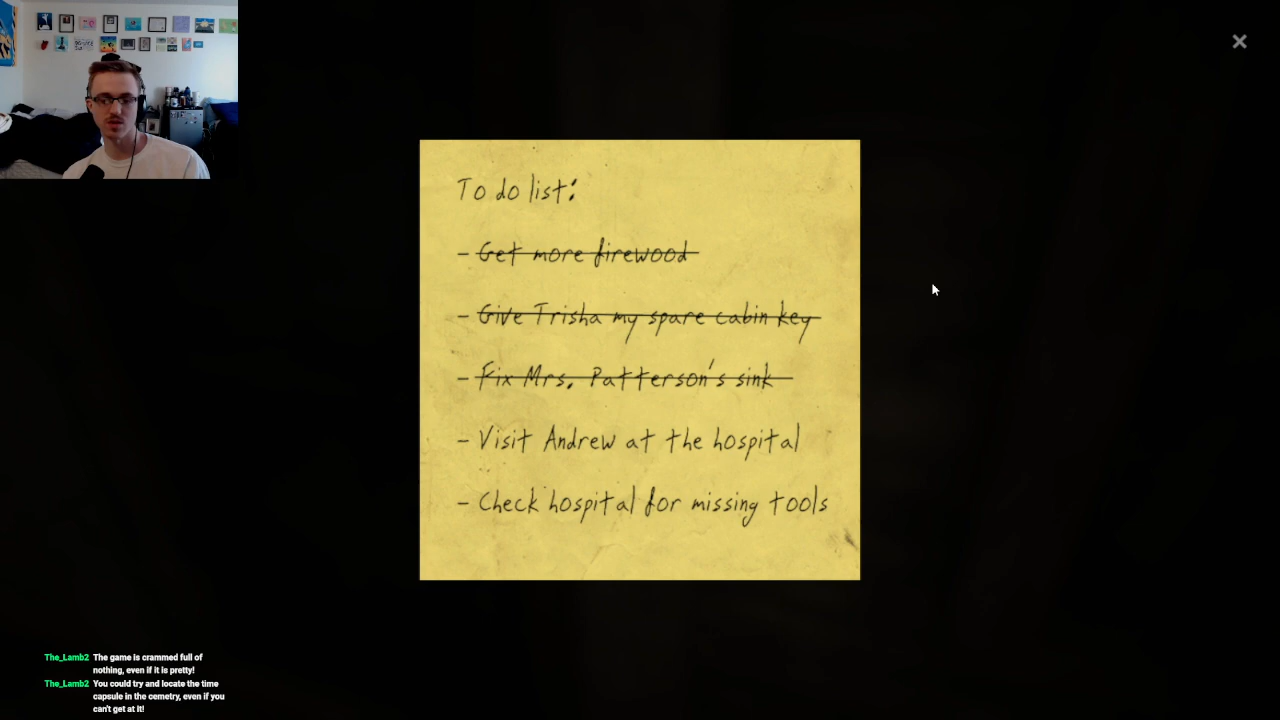 To do list:
- Get more firewood
- Give Trisha my spare cabin key
- Fix Mrs. Patterson's sink
- Visit Andrew at the hospital
- Check hospital for missing tools
The_Lamb2 The game is crammed full of
nothing, even if it is pretty!
The_Lamb2 You could try and locate the time
capsule in the cemetry, even if you
can't get at it!